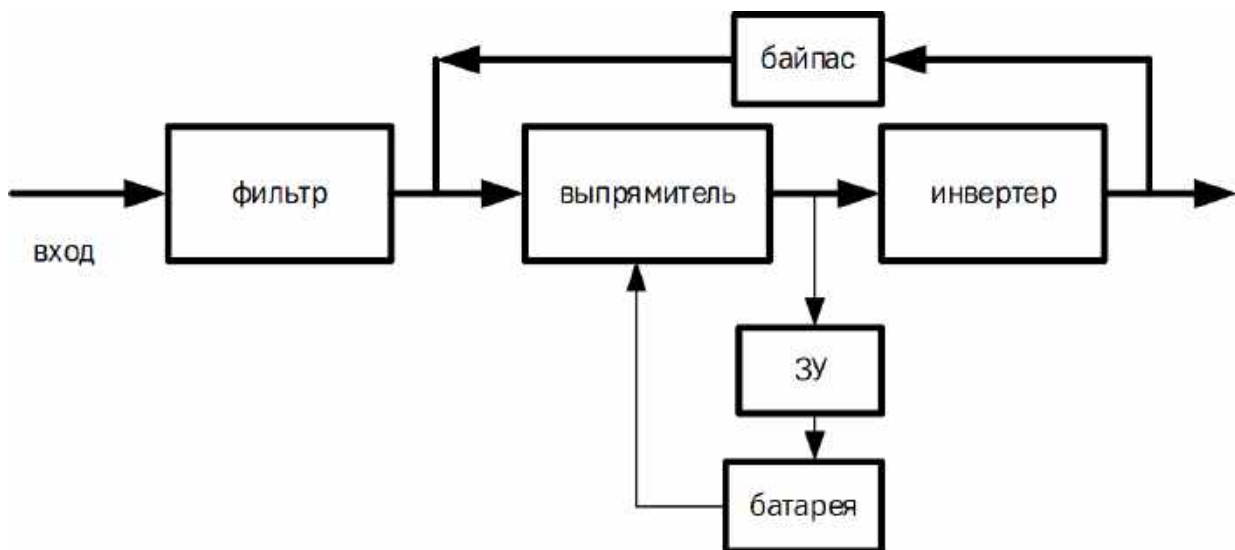 байпас
фильтр
выпрямитель
инвертер
вход
ЗУ
батарея